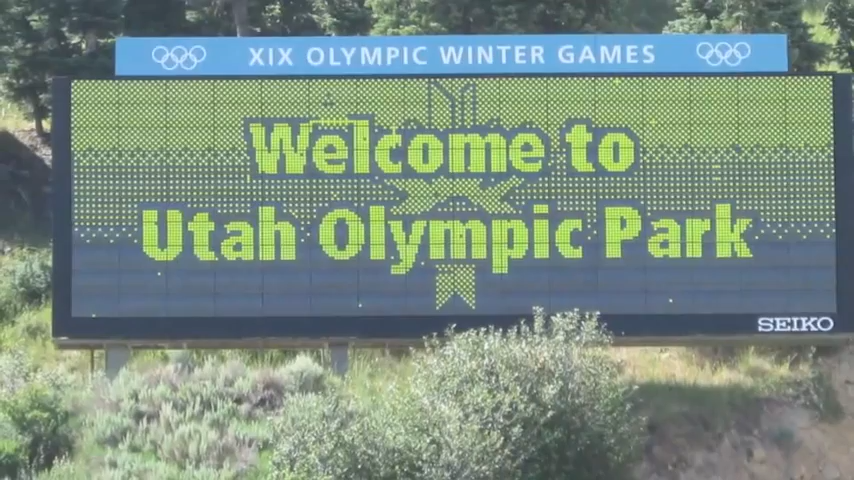 XIX OLYMPIC WINTER GAMES
Welcome to
Utah Olympic Park
SEIKO